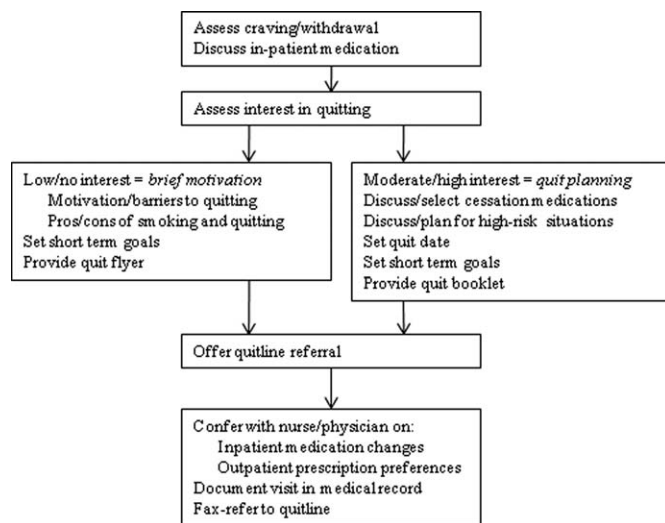 Assess craving/withdrawal
Discuss in-patient medication
Assess interest in quitting
Low/no interest = brief motivation
Motivation/barriers to quitting
Pros/cons of smoking and quitting
Set short term goals
Provide quit flyer
Moderate/high interest = quit planning
Discuss/select cessation medications
Discuss/plan for high-risk situations
Set quit date
Set short term goals
Provide quit booklet
Offer quitline referral
Confer with nurse/physician on:
Inpatient medication changes
Outpatient prescription preferences
Document visit in medical record
Fax-refer to quitline